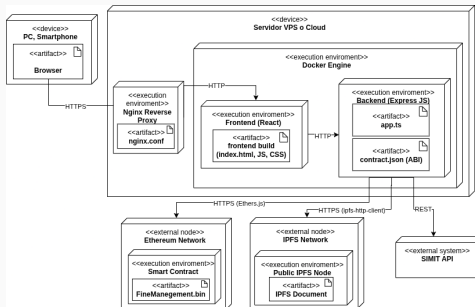 <<device>>
PC, Smartphone
<<artifact>>
Browser
HTTPS
<<device>>
Servidor VPS o Cloud
<<execution
enviroment>>
Nginx Reverse
Proxy
<<artifact>>
nginx.conf
HTTP
<<execution enviroment>>
Docker Engine
<<execution enviroment>>
Frontend (React)
<<artifact>>
frontend build
(index.html, JS, CSS)
HTTP
<<execution enviroment>>
Backend (Express JS)
<<artifact>>
app.ts
<<artifact>>
contract.json (ABI)
HTTPS (Ethers.js)
HTTPS (ipfs-http-client)
REST
<<external node>>
Ethereum Network
<<execution enviroment>>
Smart Contract
<<artifact>>
FineManagement.bin
<<external node>>
IPFS Network
<<execution enviroment>>
Public IPFS Node
<<artifact>>
IPFS Document
<<external system>>
SIMIT API